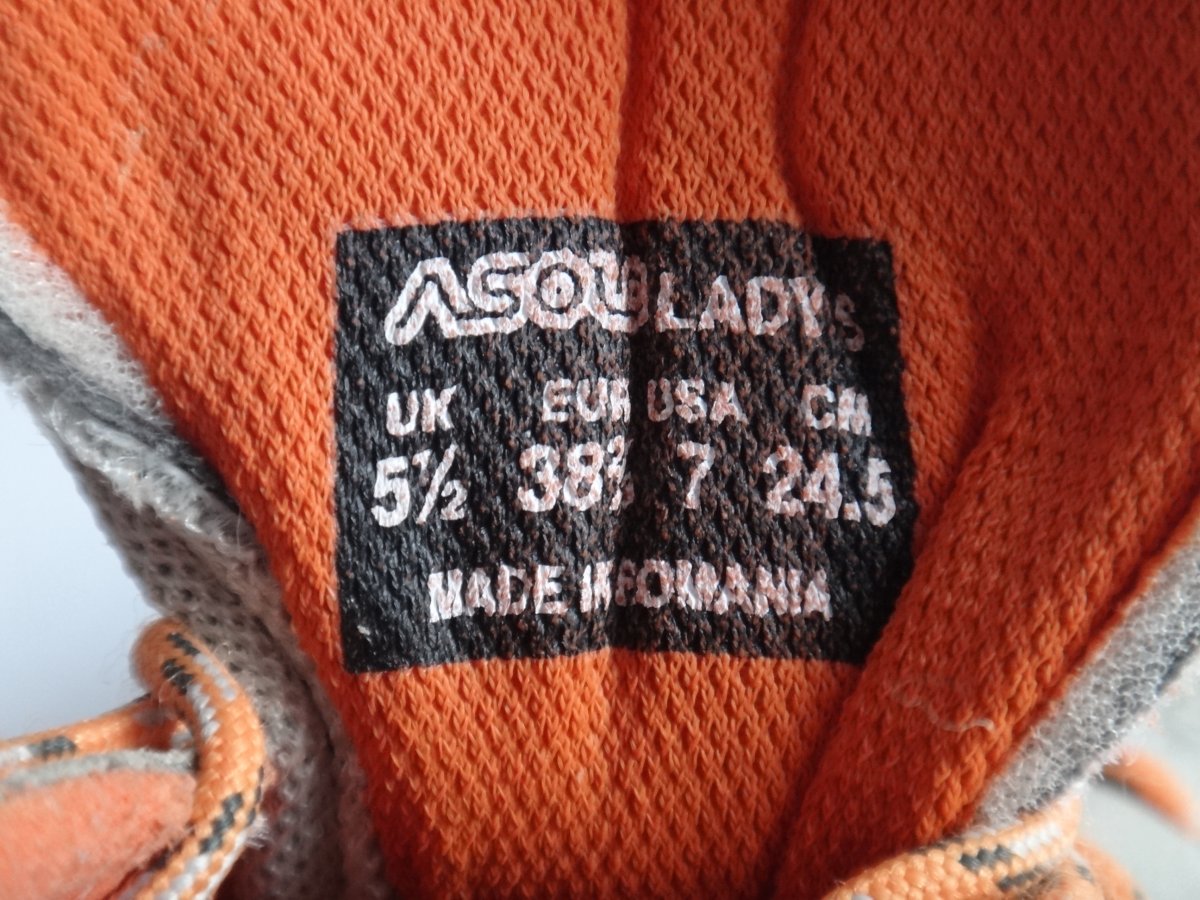 ASOLO LADY'S
UK EUR USA CM
5½ 38⅔ 7 24.5
MADE IN ROMANIA